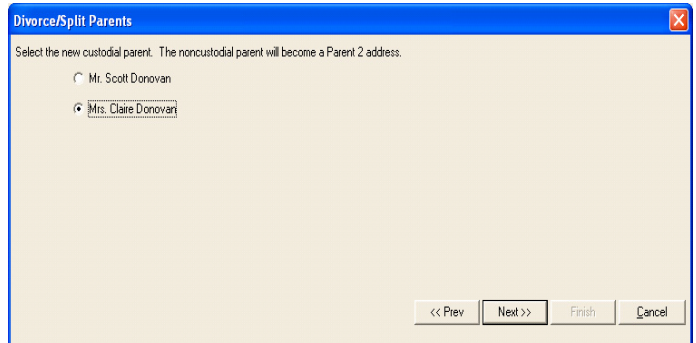 Divorce/Split Parents
Select the new custodial parent. The noncustodial parent will become a Parent 2 address.
Mr. Scott Donovan
Mrs. Claire Donovan
<< Prev Next >> Finish Cancel